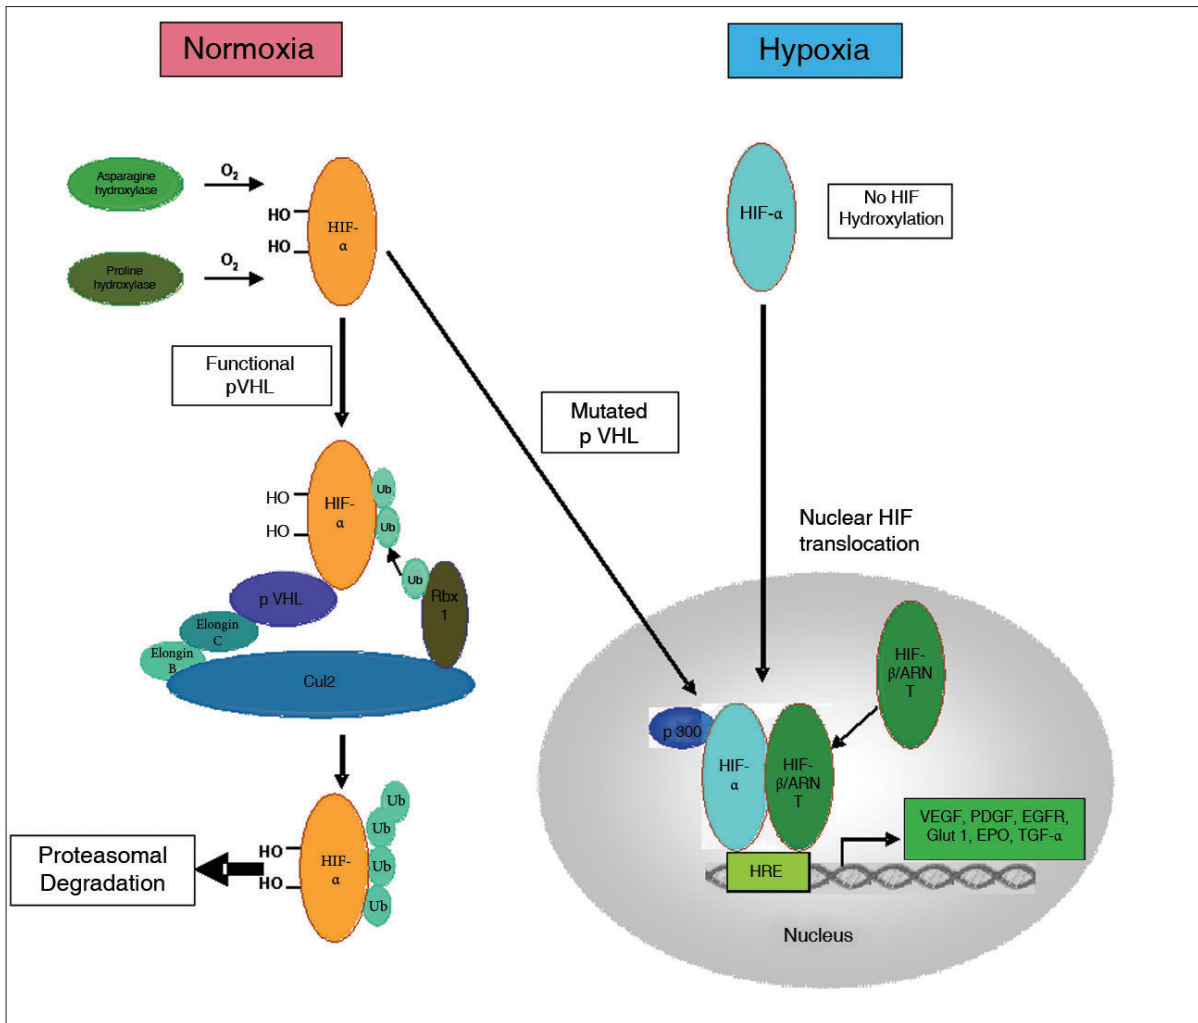 Normoxia
Hypoxia
Asparagine
hydroxylase
O2
HO
HO
HIF-
α
Proline
hydroxylase
O2
HIF-α
No HIF
Hydroxylation
Functional
pVHL
Mutated
p VHL
HO
HO
HIF-
α
Ub
Ub
Ub
Rbx
1
p VHL
Elongin
C
Elongin
B
Cul2
Nuclear HIF
translocation
HIF-
β/ARN
T
p 300
HIF-
α
HIF-
β/ARN
T
VEGF, PDGF, EGFR,
Glut 1, EPO, TGF-α
HRE
Nucleus
Proteasomal
Degradation
HO
HO
HIF-
α
Ub
Ub
Ub
Ub